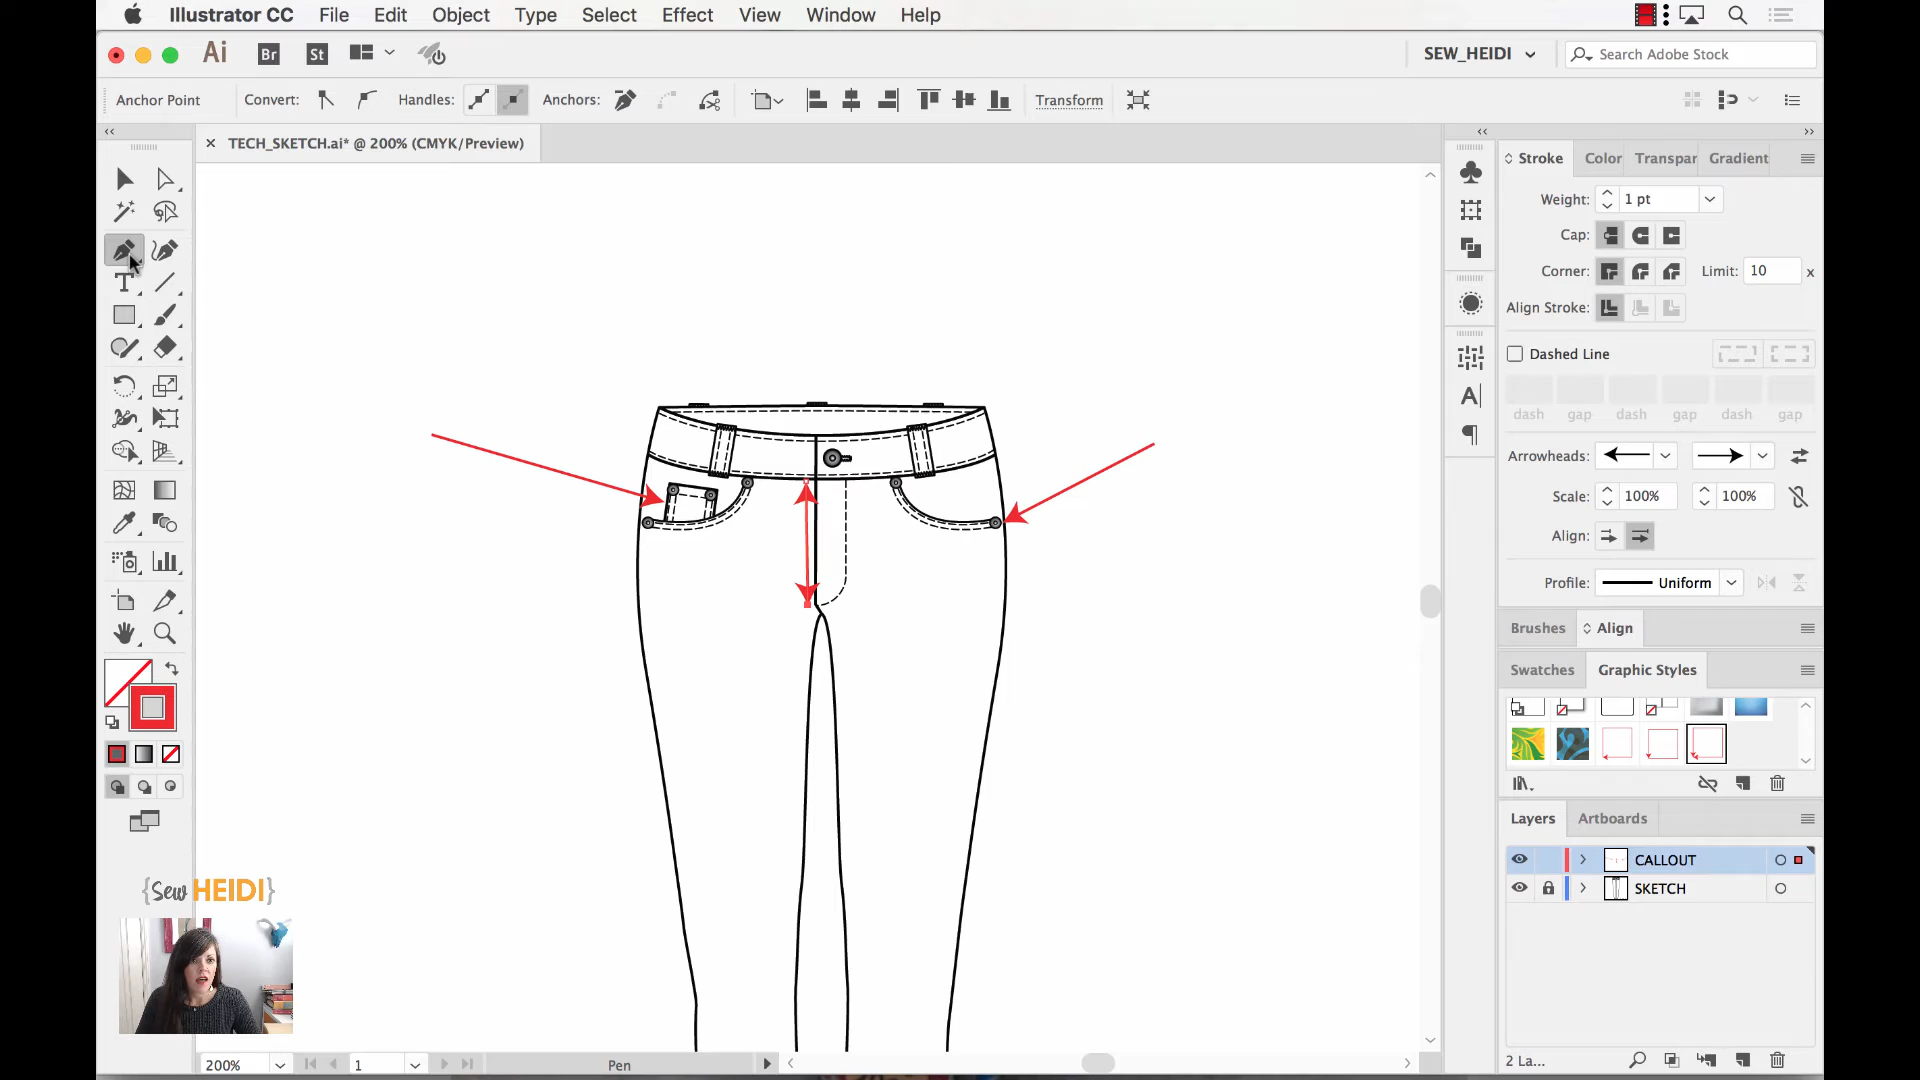 Illustrator CC File Edit Object Type Select Effect View Window Help
Ai Br St SEW_HEIDI Search Adobe Stock
Anchor Point Convert: Handles: Anchors: Transform
TECH_SKETCH.ai* @ 200% (CMYK/Preview)
Stroke Color Transpar Gradient
Weight: 1 pt
Cap:
Corner: Limit: 10 x
Align Stroke:
Dashed Line
dash gap dash gap dash gap
Arrowheads:
Scale: 100% 100%
Align:
Profile: Uniform
Brushes Align
Swatches Graphic Styles
Layers Artboards
CALLOUT
SKETCH
2 La...
{Sew HEIDI}
200% 1 Pen